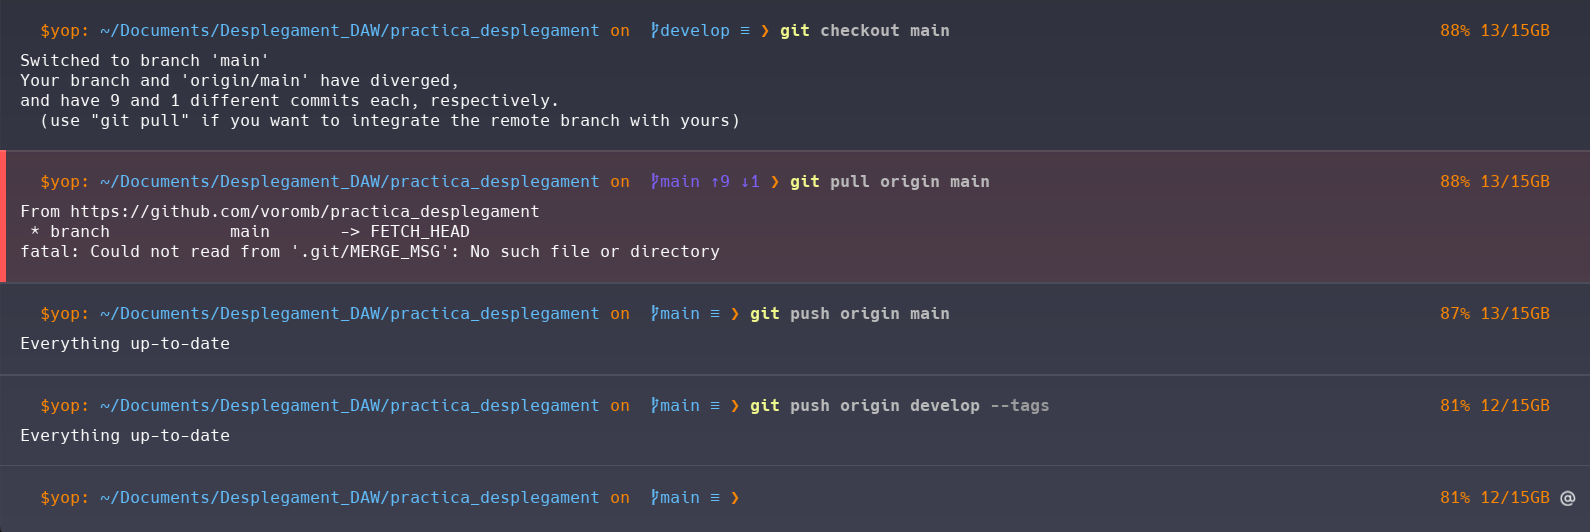 $yop: ~/Documents/Desplegament_DAW/practica_desplegament on develop ≡ ❯ git checkout main 88% 13/15GB
Switched to branch 'main'
Your branch and 'origin/main' have diverged,
and have 9 and 1 different commits each, respectively.
  (use "git pull" if you want to integrate the remote branch with yours)
$yop: ~/Documents/Desplegament_DAW/practica_desplegament on main ↑9 ↓1 ❯ git pull origin main 88% 13/15GB
From https://github.com/voromb/practica_desplegament
 * branch            main       -> FETCH_HEAD
fatal: Could not read from '.git/MERGE_MSG': No such file or directory
$yop: ~/Documents/Desplegament_DAW/practica_desplegament on main ≡ ❯ git push origin main 87% 13/15GB
Everything up-to-date
$yop: ~/Documents/Desplegament_DAW/practica_desplegament on main ≡ ❯ git push origin develop --tags 81% 12/15GB
Everything up-to-date
$yop: ~/Documents/Desplegament_DAW/practica_desplegament on main ≡ ❯ 81% 12/15GB @